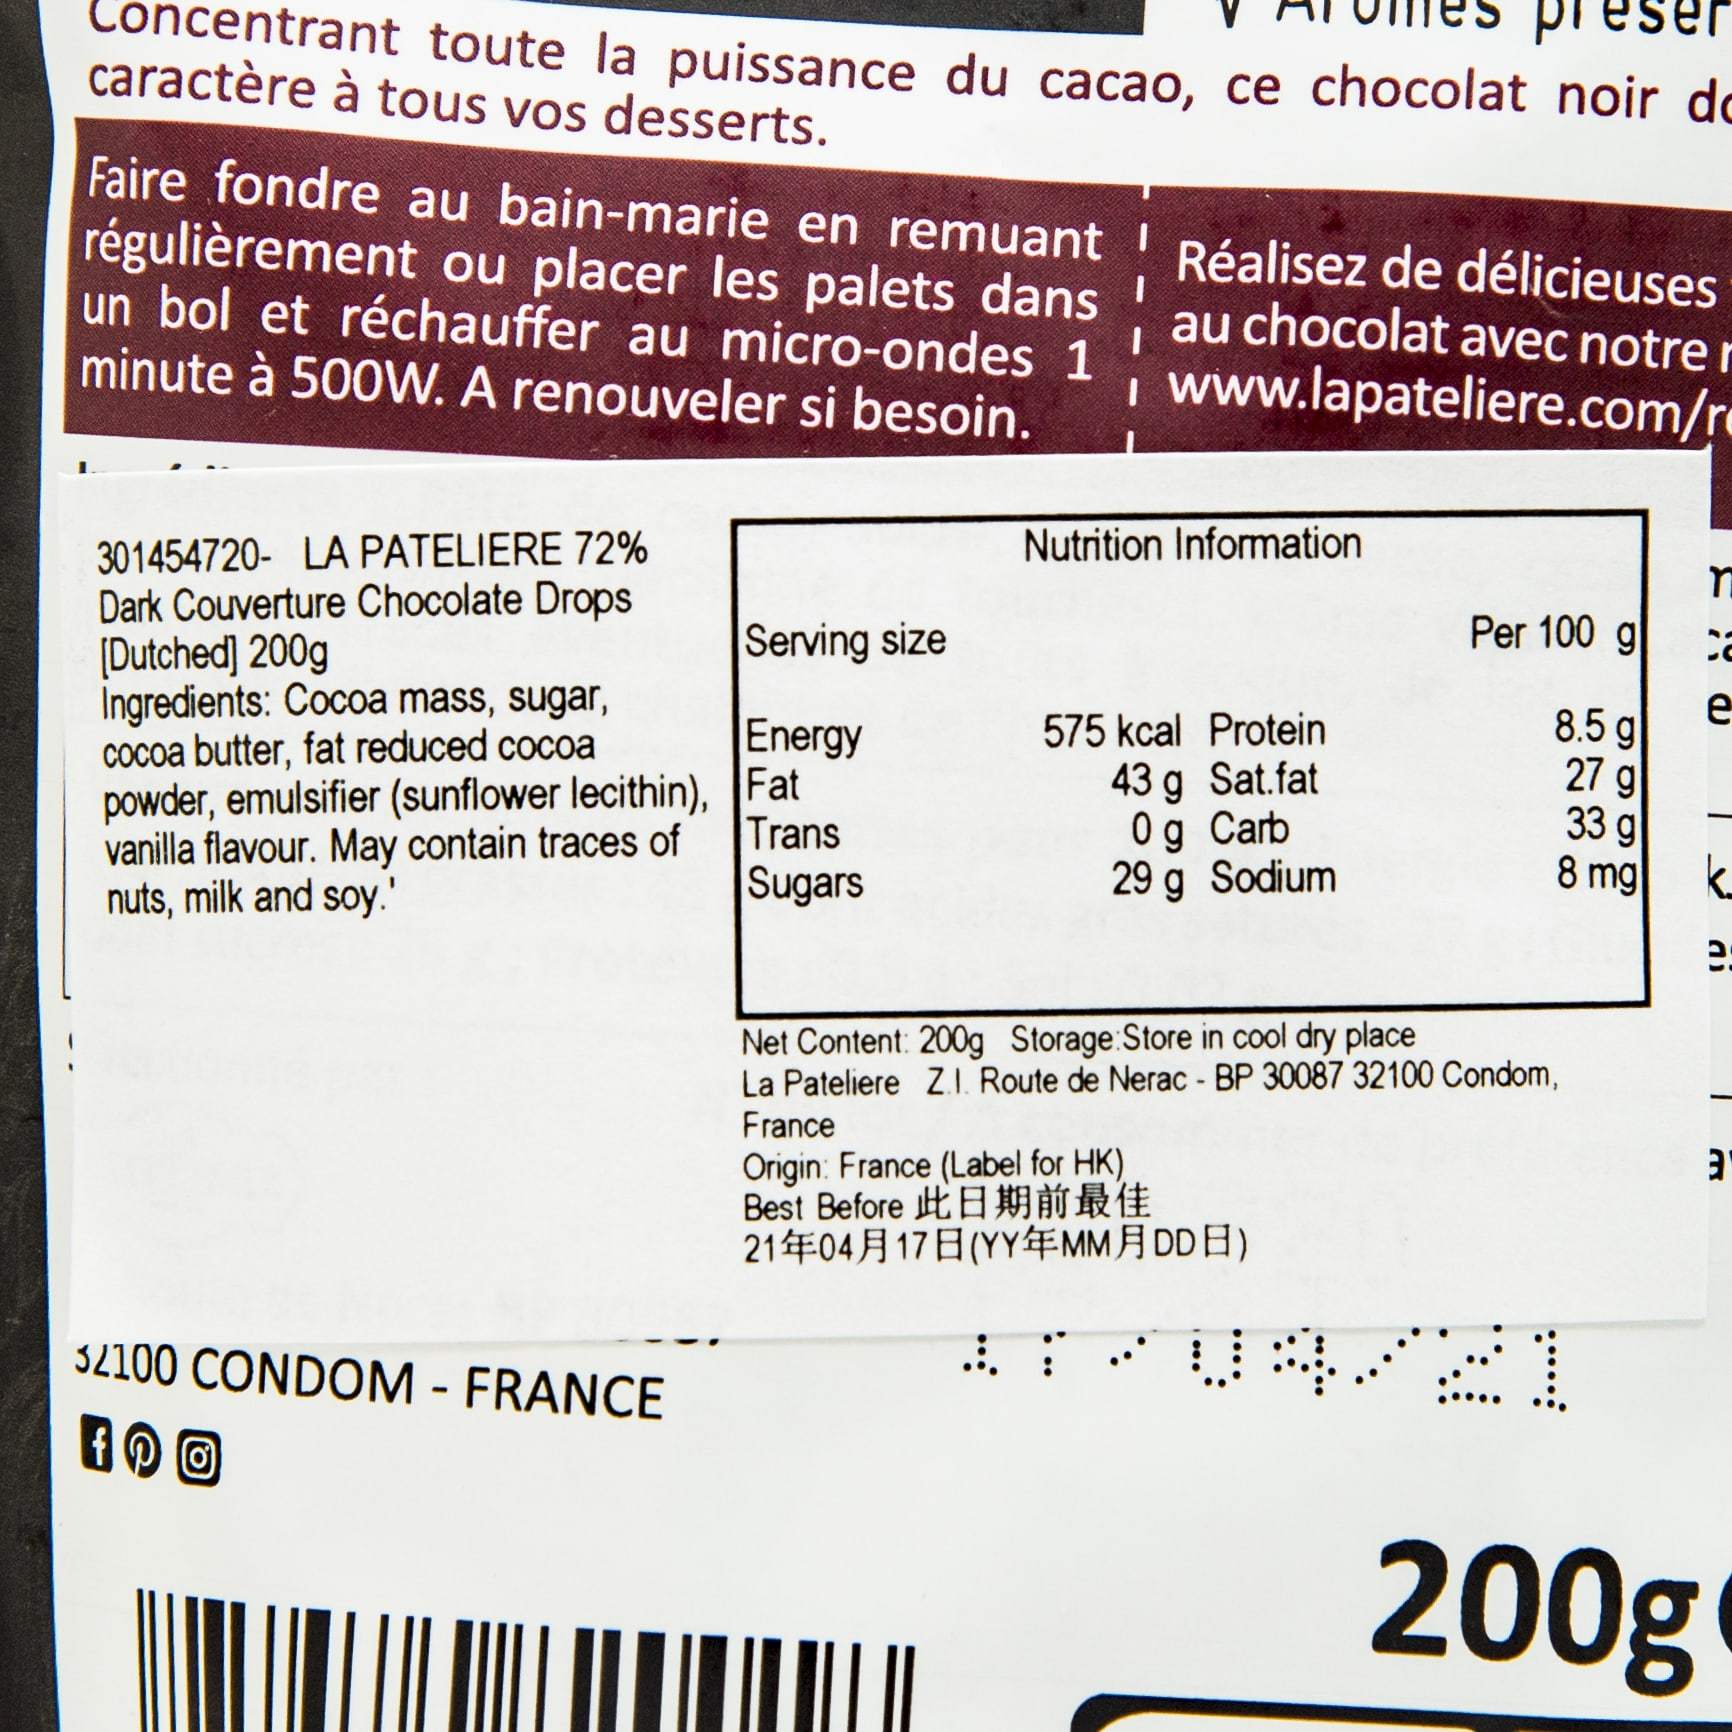 Concentrant toute la puissance du cacao, ce chocolat noir
caractère à tous vos desserts.
Faire fondre au bain-marie en remuant
régulièrement ou placer les palets dans
un bol et réchauffer au micro-ondes 1
minute à 500W. A renouveler si besoin.
Réalisez de délicieuses
au chocolat avec notre
www.lapateliere.com/r
301454720- LA PATELIERE 72%
Dark Couverture Chocolate Drops
[Dutched] 200g
Ingredients: Cocoa mass, sugar,
cocoa butter, fat reduced cocoa
powder, emulsifier (sunflower lecithin),
vanilla flavour. May contain traces of
nuts, milk and soy.'
Nutrition Information
Serving size Per 100 g
Energy 575 kcal Protein 8.5 g
Fat 43 g Sat.fat 27 g
Trans 0 g Carb 33 g
Sugars 29 g Sodium 8 mg
Net Content: 200g Storage:Store in cool dry place
La Pateliere Z.I. Route de Nerac - BP 30087 32100 Condom,
France
Origin: France (Label for HK)
Best Before 此日期前最佳
21年04月17日(YY年MM月DD日)
17/04/21
32100 CONDOM - FRANCE
200g